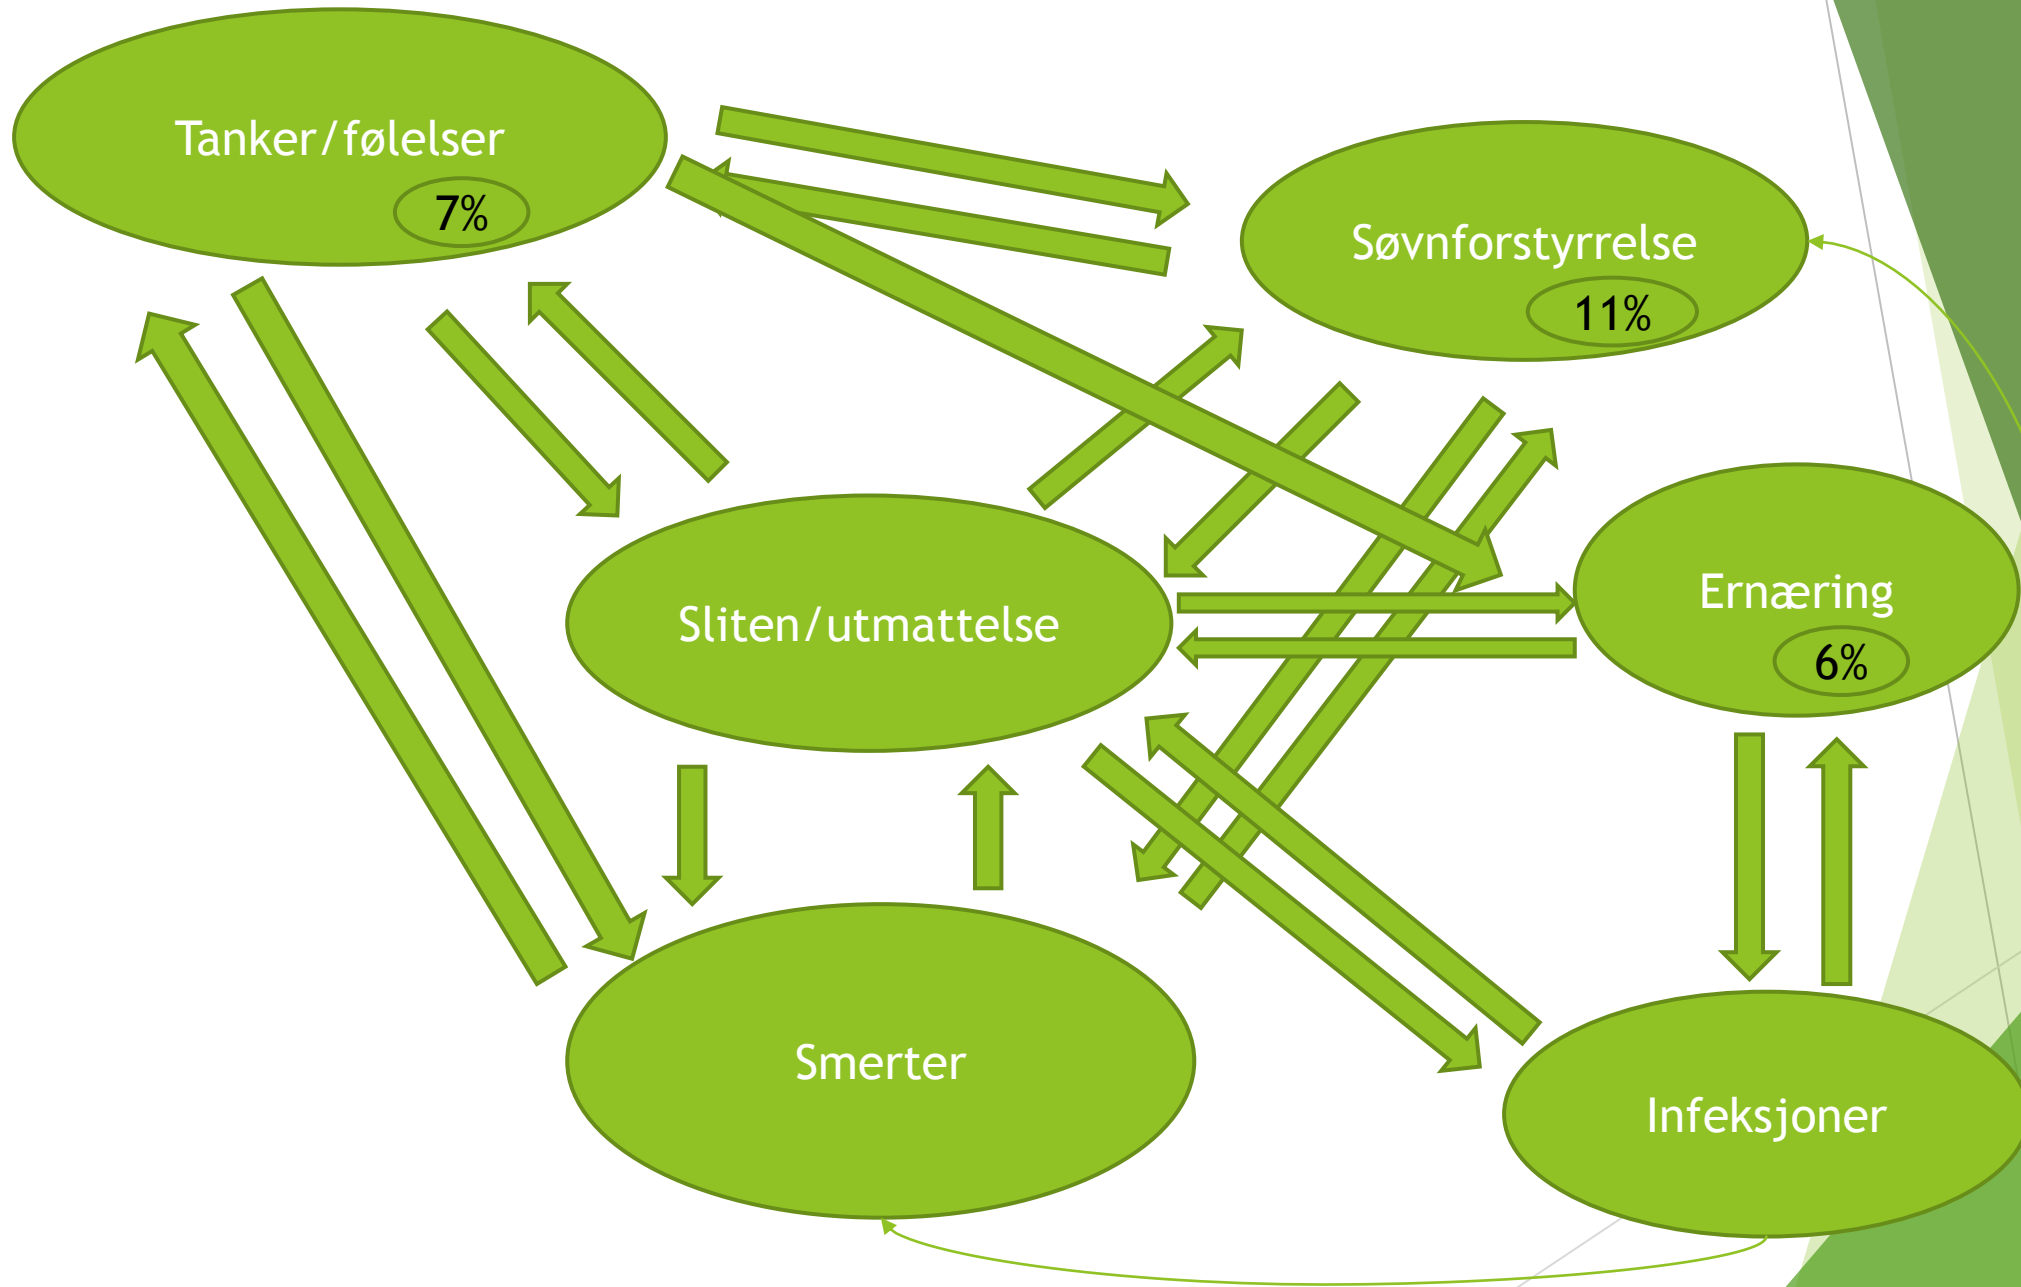 Tanker/følelser
7%
Søvnforstyrrelse
11%
Sliten/utmattelse
Ernæring
6%
Smerter
Infeksjoner